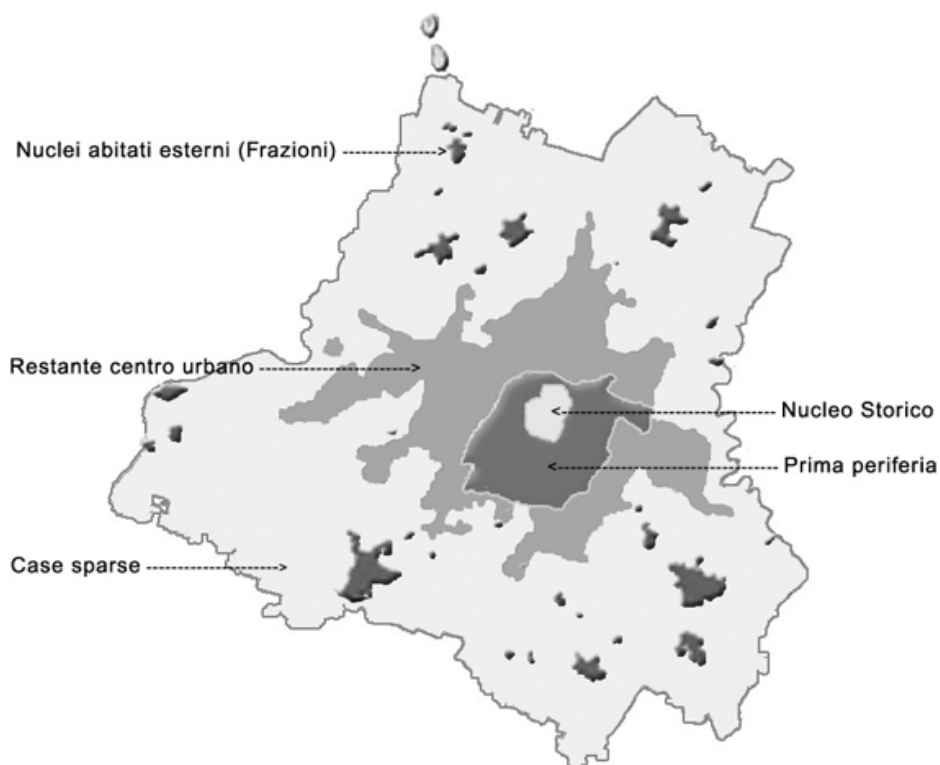 Nuclei abitati esterni (Frazioni)
Restante centro urbano
Nucleo Storico
Prima periferia
Case sparse